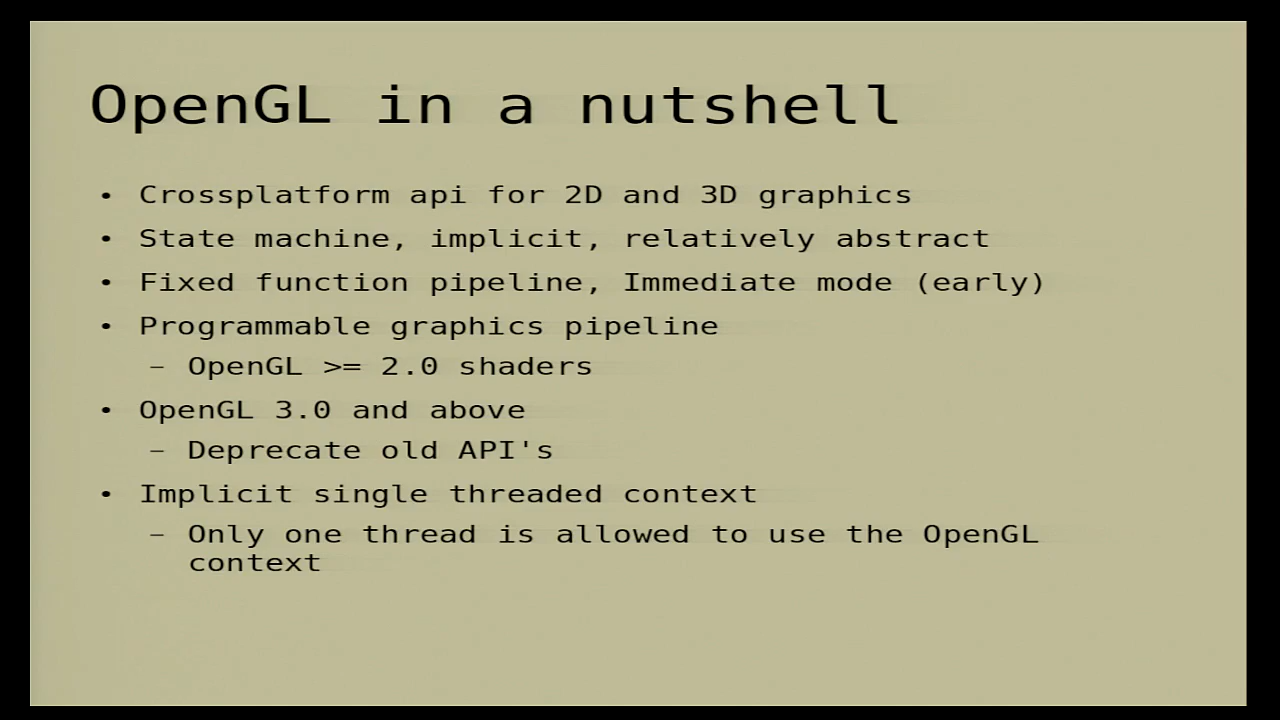 OpenGL in a nutshell
• Crossplatform api for 2D and 3D graphics
• State machine, implicit, relatively abstract
• Fixed function pipeline, Immediate mode (early)
• Programmable graphics pipeline
– OpenGL >= 2.0 shaders
• OpenGL 3.0 and above
– Deprecate old API's
• Implicit single threaded context
– Only one thread is allowed to use the OpenGL
context